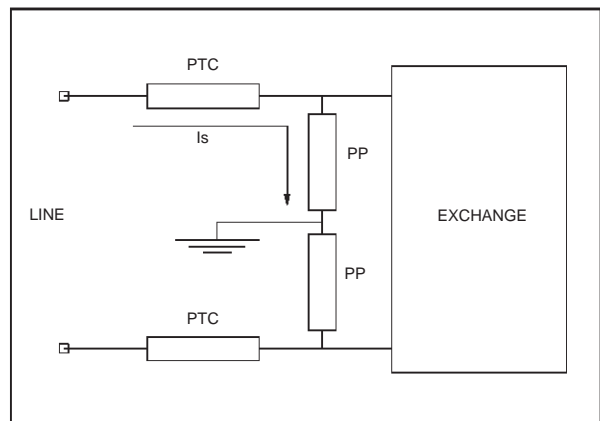 PTC
Is
PP
LINE
EXCHANGE
PP
PTC